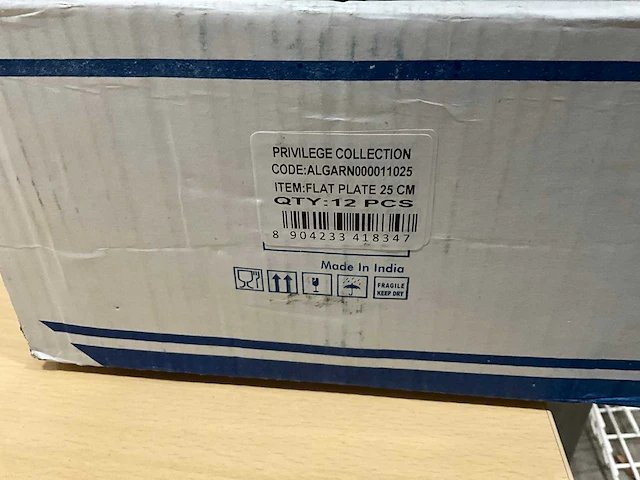 PRIVILEGE COLLECTION
CODE:ALGARN000011025
ITEM:FLAT PLATE 25 CM
QTY:12 PCS
8 904233 418347
Made In India
FRAGILE
KEEP DRY